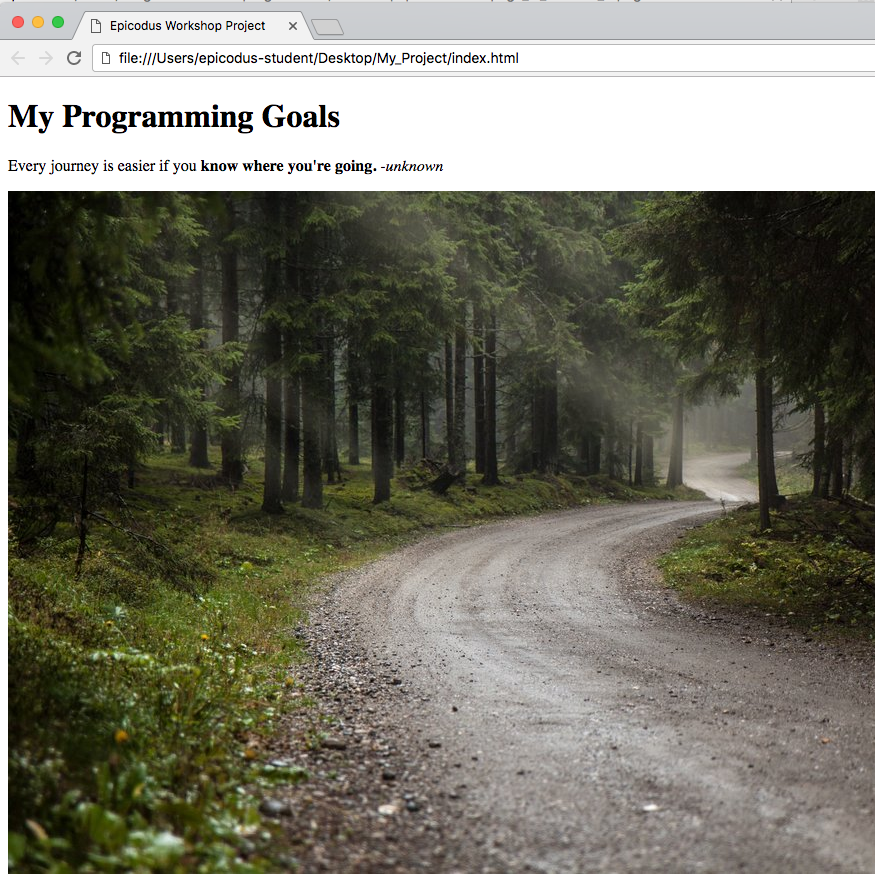 Epicodus Workshop Project
file:///Users/epicodus-student/Desktop/My_Project/index.html
My Programming Goals
Every journey is easier if you know where you're going. -unknown